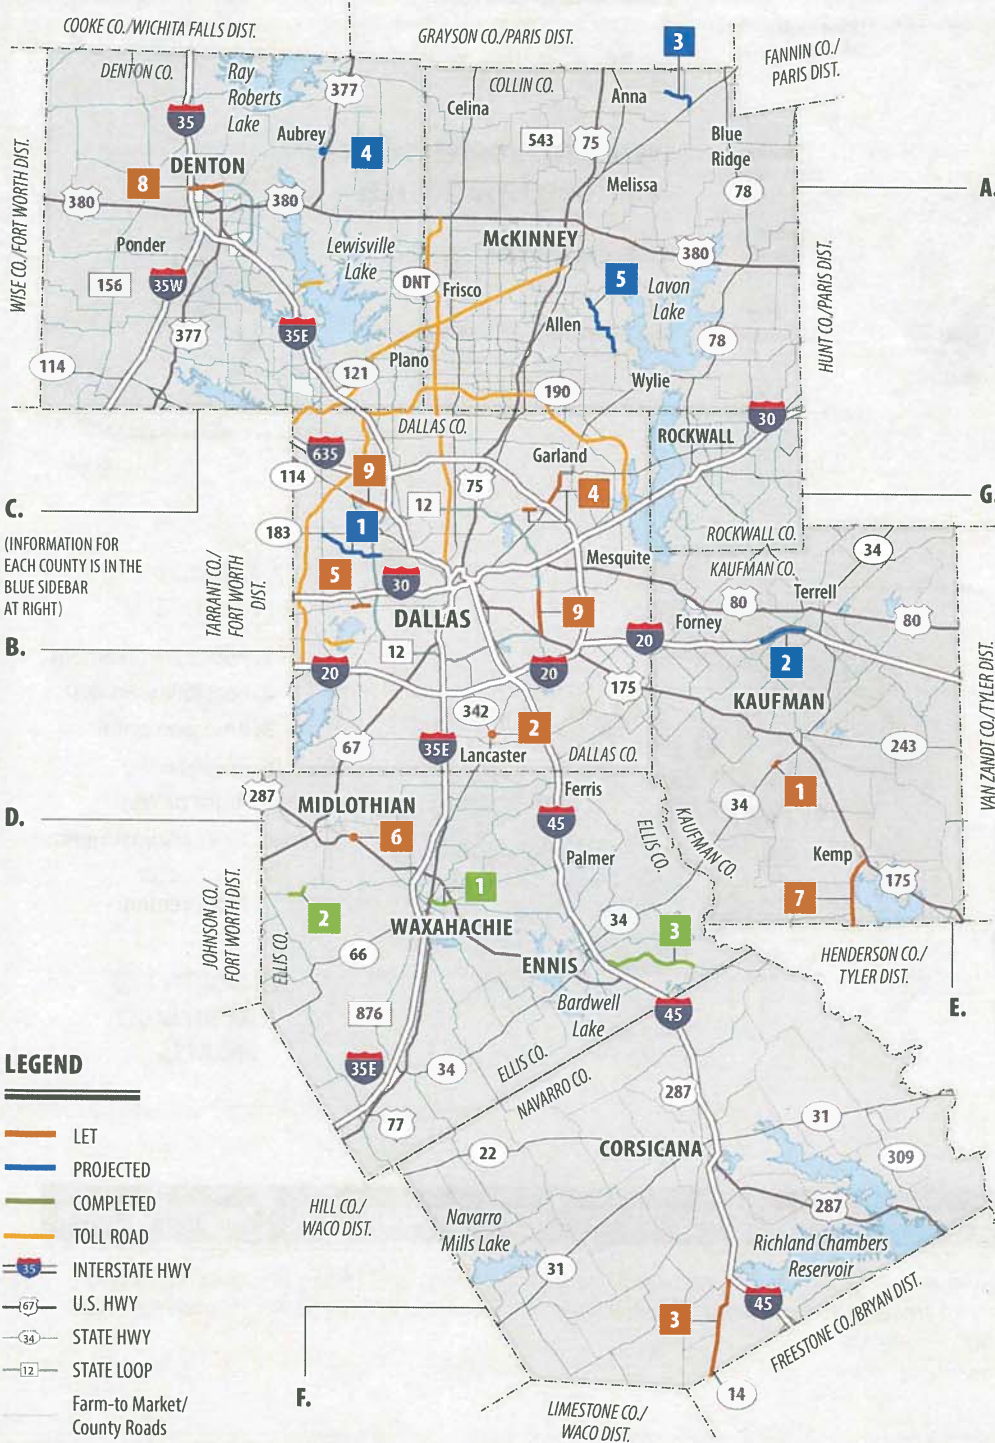 COOKE CO./WICHITA FALLS DIST.
GRAYSON CO./PARIS DIST.
3
FANNIN CO./
PARIS DIST.
DENTON CO.
Ray
Roberts
Lake
377
COLLIN CO.
Celina
Anna
35
Aubrey
4
543
75
Blue
Ridge
DENTON
8
Melissa
78
A.
380
380
WISE CO./FORT WORTH DIST.
Ponder
Lewisville
Lake
McKINNEY
380
HUNT CO./PARIS DIST.
156
35W
DNT
Frisco
5
Lavon
Lake
377
35E
Allen
78
114
121
Plano
190
Wylie
30
DALLAS CO.
ROCKWALL
635
Garland
114
9
75
4
C.
12
G.
183
1
ROCKWALL CO.
(INFORMATION FOR
EACH COUNTY IS IN THE
BLUE SIDEBAR
AT RIGHT)
TARRANT CO./
FORT WORTH
DIST.
5
30
Mesquite
KAUFMAN CO.
34
Terrell
80
80
DALLAS
9
Forney
B.
12
20
20
20
2
175
KAUFMAN
VAN ZANDT CO./TYLER DIST.
342
2
67
35E
Lancaster
DALLAS CO.
243
287
MIDLOTHIAN
Ferris
1
D.
6
45
ELLIS CO.
KAUFMAN CO.
34
Palmer
Kemp
175
JOHNSON CO./
FORT WORTH DIST.
1
7
2
WAXAHACHIE
34
3
ELLIS CO.
66
ENNIS
HENDERSON CO./
TYLER DIST.
876
Bardwell
Lake
45
E.
LEGEND
35E
34
ELLIS CO.
NAVARRO CO.
287
77
31
22
CORSICANA
309
LET
PROJECTED
COMPLETED
TOLL ROAD
35
INTERSTATE HWY
67
U.S. HWY
34
STATE HWY
12
STATE LOOP
Farm-to Market/
County Roads
HILL CO./
WACO DIST.
Navarro
Mills Lake
287
Richland Chambers
Reservoir
31
45
3
FREESTONE CO./BRYAN DIST.
F.
14
LIMESTONE CO./
WACO DIST.